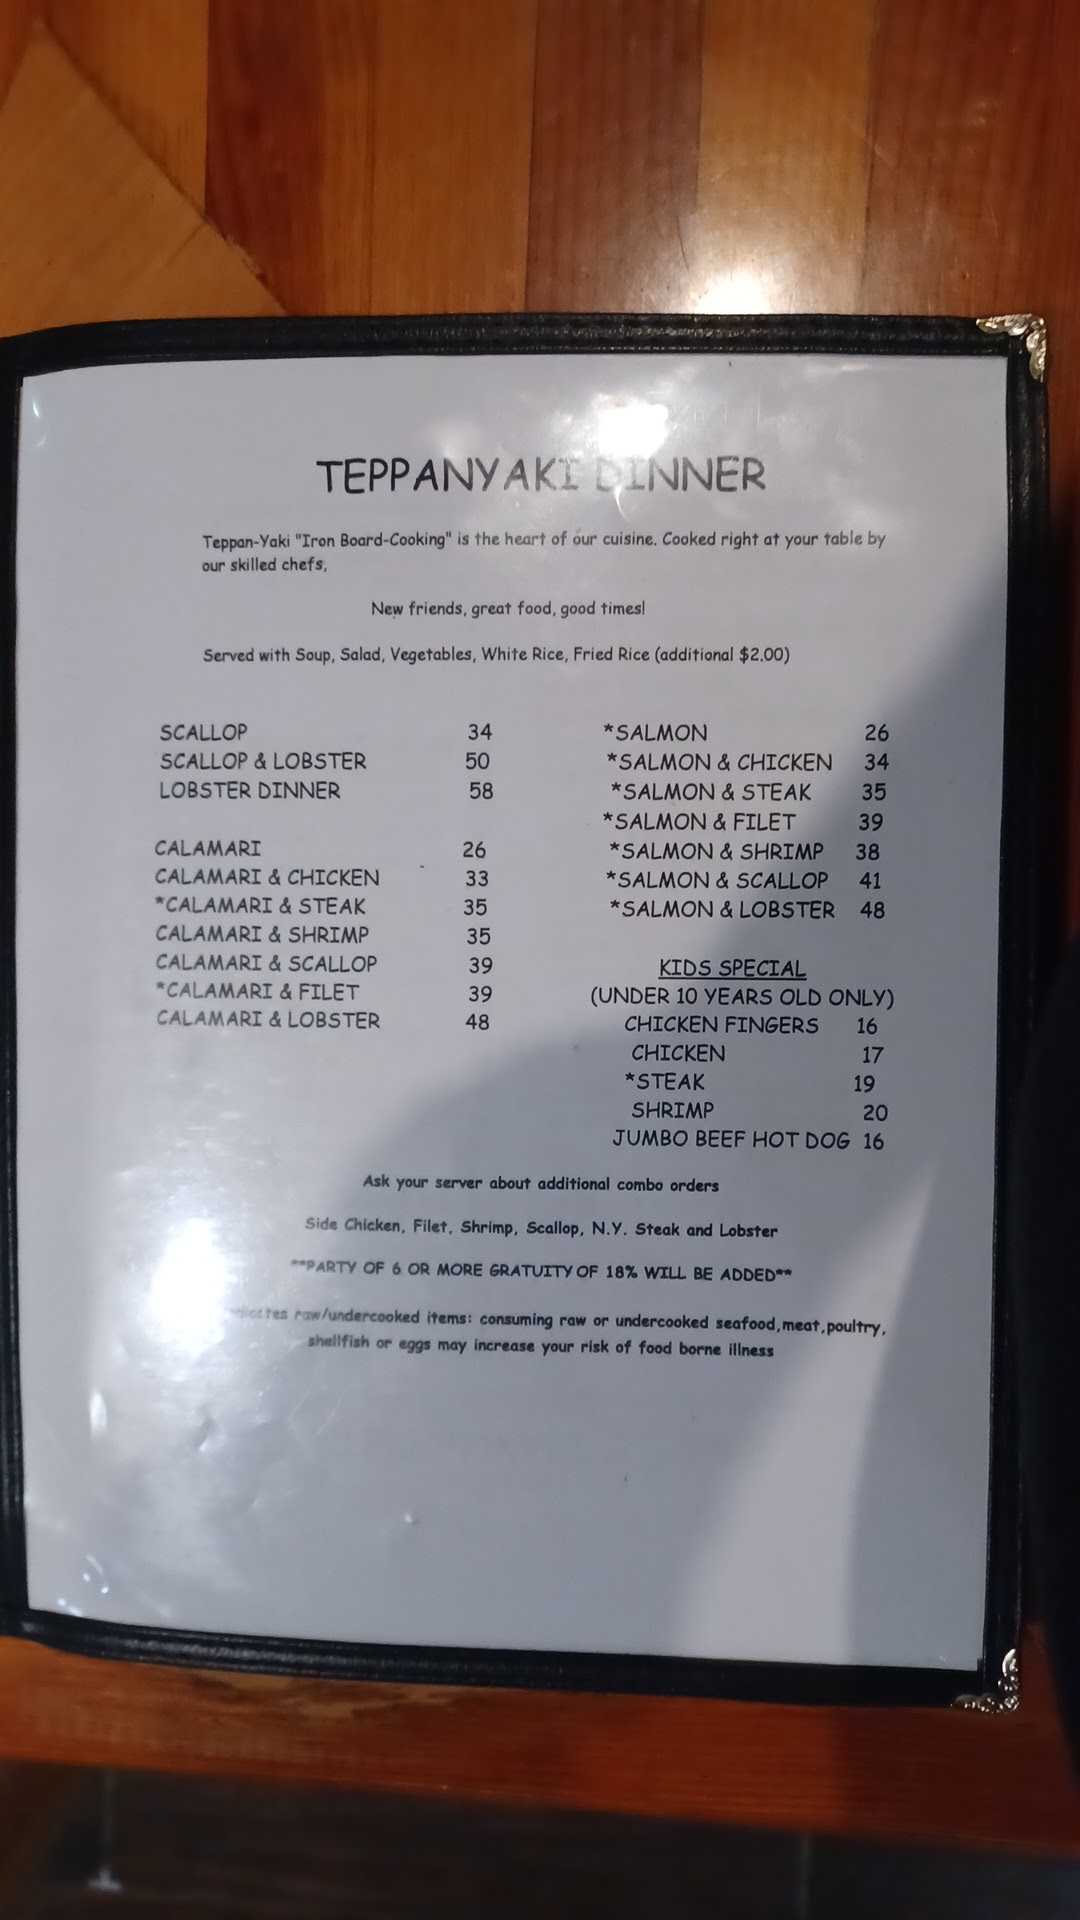 TEPPANYAKI DINNER
Teppan-Yaki "Iron Board-Cooking" is the heart of our cuisine. Cooked right at your table by
our skilled chefs,
New friends, great food, good times!
Served with Soup, Salad, Vegetables, White Rice, Fried Rice (additional $2.00)
SCALLOP 34
SCALLOP & LOBSTER 50
LOBSTER DINNER 58
CALAMARI 26
CALAMARI & CHICKEN 33
*CALAMARI & STEAK 35
CALAMARI & SHRIMP 35
CALAMARI & SCALLOP 39
*CALAMARI & FILET 39
CALAMARI & LOBSTER 48
*SALMON 26
*SALMON & CHICKEN 34
*SALMON & STEAK 35
*SALMON & FILET 39
*SALMON & SHRIMP 38
*SALMON & SCALLOP 41
*SALMON & LOBSTER 48
KIDS SPECIAL
(UNDER 10 YEARS OLD ONLY)
CHICKEN FINGERS 16
CHICKEN 17
*STEAK 19
SHRIMP 20
JUMBO BEEF HOT DOG 16
Ask your server about additional combo orders
Side Chicken, Filet, Shrimp, Scallop, N.Y. Steak and Lobster
**PARTY OF 6 OR MORE GRATUITY OF 18% WILL BE ADDED**
raw/undercooked items: consuming raw or undercooked seafood,meat,poultry,
shellfish or eggs may increase your risk of food borne illness